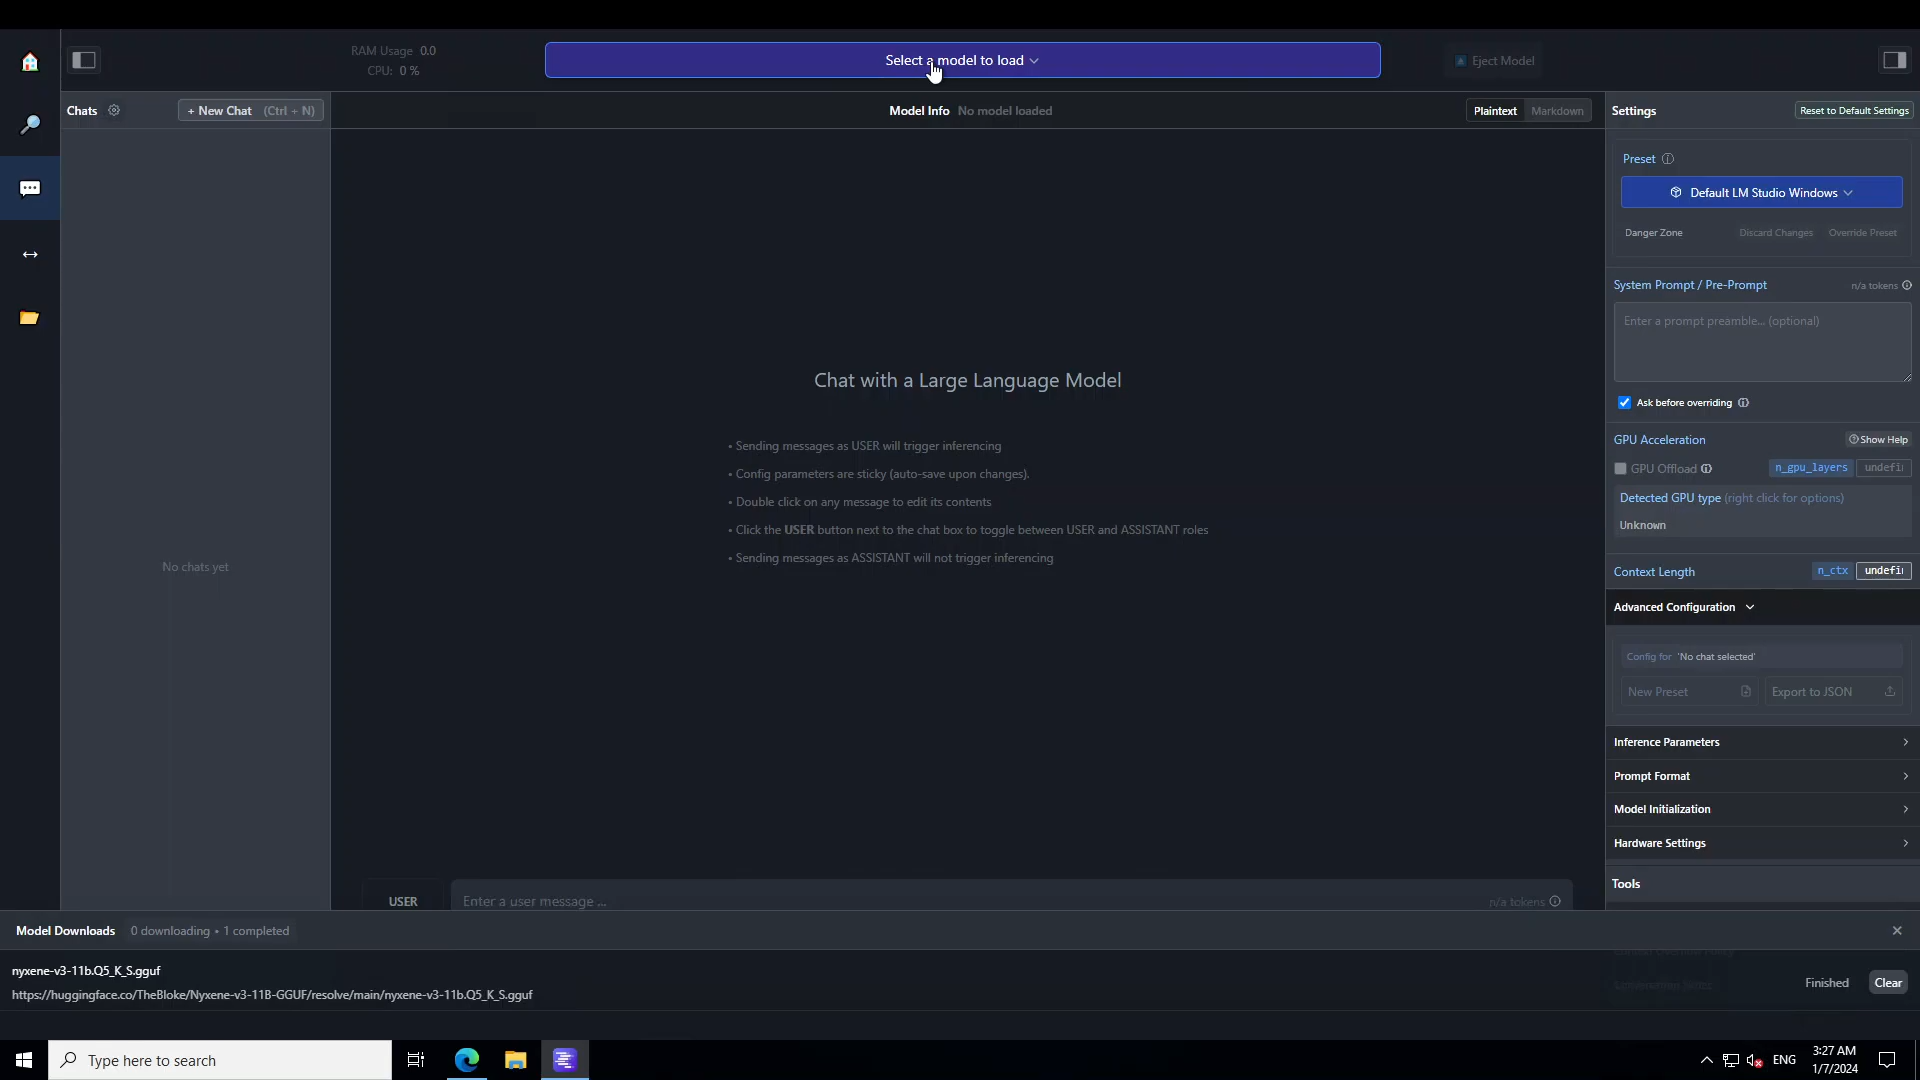 RAM Usage 0.0
CPU: 0 %
Select a model to load
Eject Model
Chats
+ New Chat (Ctrl + N)
Model Info No model loaded
Plaintext Markdown
Settings
Reset to Default Settings
Preset
Default LM Studio Windows
Danger Zone Discard Changes Override Preset
System Prompt / Pre-Prompt n/a tokens
Enter a prompt preamble... (optional)
Ask before overriding
GPU Acceleration Show Help
GPU Offload n_gpu_layers undefi
Detected GPU type (right click for options)
Unknown
Context Length n_ctx undefi
Advanced Configuration
Config for 'No chat selected'
New Preset Export to JSON
Inference Parameters
Prompt Format
Model Initialization
Hardware Settings
Tools
Chat with a Large Language Model
• Sending messages as USER will trigger inferencing
• Config parameters are sticky (auto-save upon changes).
• Double click on any message to edit its contents
• Click the USER button next to the chat box to toggle between USER and ASSISTANT roles
• Sending messages as ASSISTANT will not trigger inferencing
No chats yet
USER
Enter a user message ...
n/a tokens
Model Downloads 0 downloading • 1 completed
nyxene-v3-11b.Q5_K_S.gguf
https://huggingface.co/TheBloke/Nyxene-v3-11B-GGUF/resolve/main/nyxene-v3-11b.Q5_K_S.gguf
Finished Clear
Type here to search
ENG
3:27 AM
1/7/2024